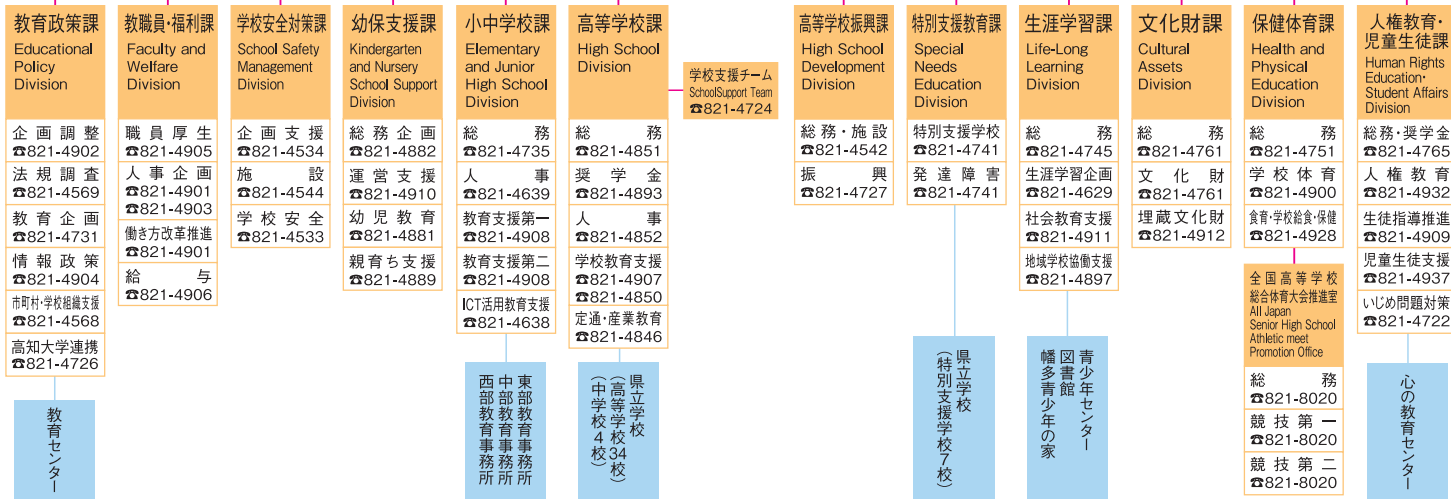 教育政策課
Educational
Policy
Division
企画調整
☎821-4902
法規調査
☎821-4569
教育企画
☎821-4731
情報政策
☎821-4904
市町村・学校組織支援
☎821-4568
高知大学連携
☎821-4726
教育センター
教職員・福利課
Faculty and
Welfare
Division
職員厚生
☎821-4905
人事企画
☎821-4901
☎821-4903
働き方改革推進
☎821-4901
給与
☎821-4906
学校安全対策課
School Safety
Management
Division
企画支援
☎821-4534
施設
☎821-4544
学校安全
☎821-4533
幼保支援課
Kindergarten
and Nursery
School Support
Division
総務企画
☎821-4882
運営支援
☎821-4910
幼児教育
☎821-4881
親育ち支援
☎821-4889
小中学校課
Elementary
and Junior
High School
Division
総務
☎821-4735
人事
☎821-4639
教育支援第一
☎821-4908
教育支援第二
☎821-4908
ICT活用教育支援
☎821-4638
東部教育事務所
中部教育事務所
西部教育事務所
高等学校課
High School
Division
総務
☎821-4851
奨学金
☎821-4893
人事
☎821-4852
学校教育支援
☎821-4907
☎821-4850
定通・産業教育
☎821-4846
県立学校
(高等学校34校)
(中学校4校)
学校支援チーム
SchoolSupport Team
☎821-4724
高等学校振興課
High School
Development
Division
総務・施設
☎821-4542
振興
☎821-4727
特別支援教育課
Special
Needs
Education
Division
特別支援学校
☎821-4741
発達障害
☎821-4741
県立学校
(特別支援学校7校)
生涯学習課
Life-Long
Learning
Division
総務
☎821-4745
生涯学習企画
☎821-4629
社会教育支援
☎821-4911
地域学校協働支援
☎821-4897
青少年センター
図書館
幡多青少年の家
文化財課
Cultural
Assets
Division
総務
☎821-4761
文化財
☎821-4761
埋蔵文化財
☎821-4912
保健体育課
Health and
Physical
Education
Division
総務
☎821-4751
学校体育
☎821-4900
食育・学校給食・保健
☎821-4928
全国高等学校
総合体育大会推進室
All Japan
Senior High School
Athletic meet
Promotion Office
総務
☎821-8020
競技第一
☎821-8020
競技第二
☎821-8020
人権教育・
児童生徒課
Human Rights
Education・
Student Affairs
Division
総務・奨学金
☎821-4765
人権教育
☎821-4932
生徒指導推進
☎821-4909
児童生徒支援
☎821-4937
いじめ問題対策
☎821-4722
心の教育センター